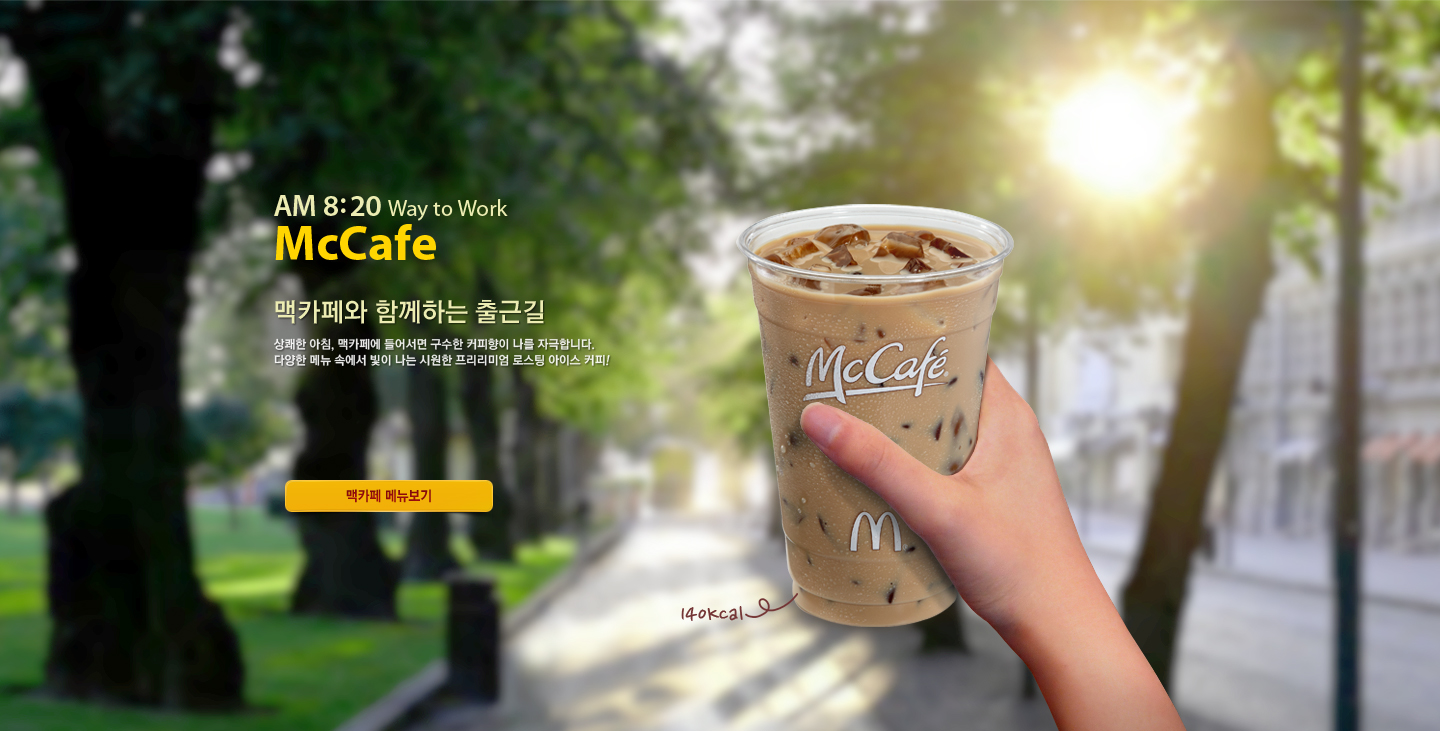 AM 8:20 Way to Work
McCafe
맥카페와 함께하는 출근길
상쾌한 아침, 맥카페에 들어서면 구수한 커피향이 나를 자극합니다.
다양한 메뉴 속에서 빛이 나는 시원한 프리리미엄 로스팅 아이스 커피!
맥카페 메뉴보기
McCafé
M
140kcal